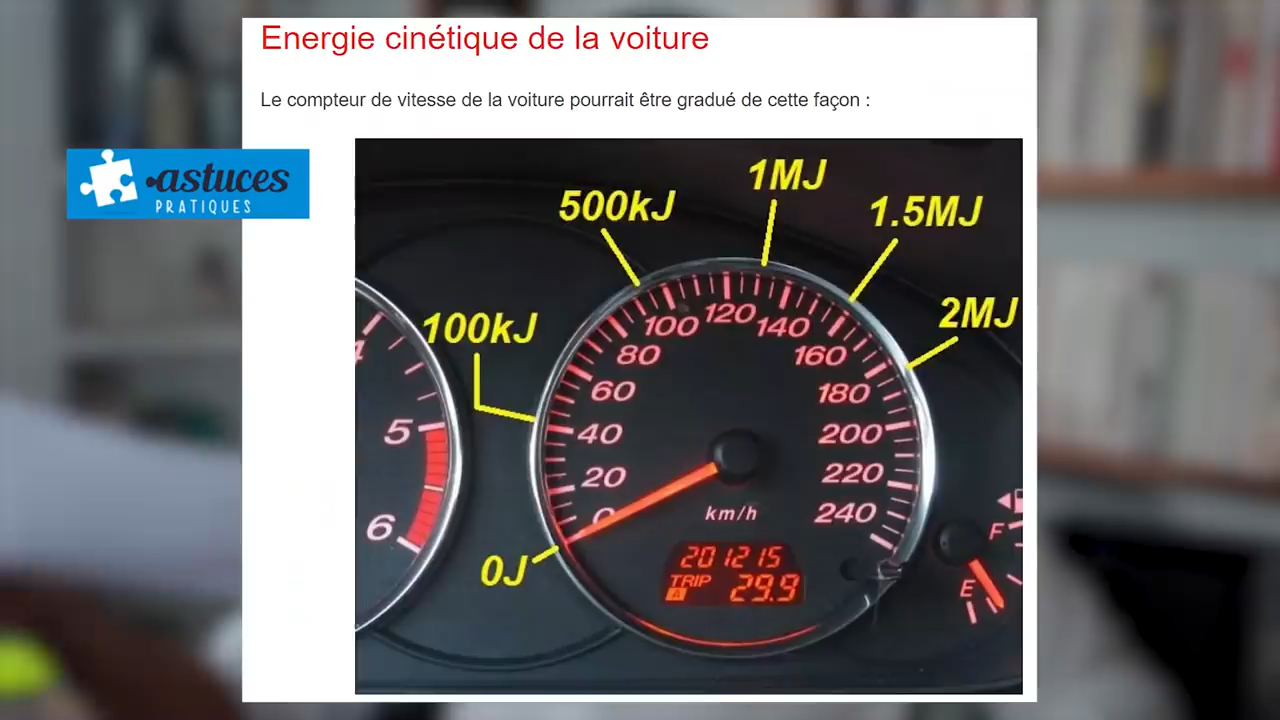 Energie cinétique de la voiture
Le compteur de vitesse de la voiture pourrait être gradué de cette façon :
astuces
PRATIQUES
1MJ
500kJ
1.5MJ
2MJ
100kJ
0J
4
5
6
0
20
40
60
80
100
120
140
160
180
200
220
240
km/h
201215
TRIP A 29.9
F
E